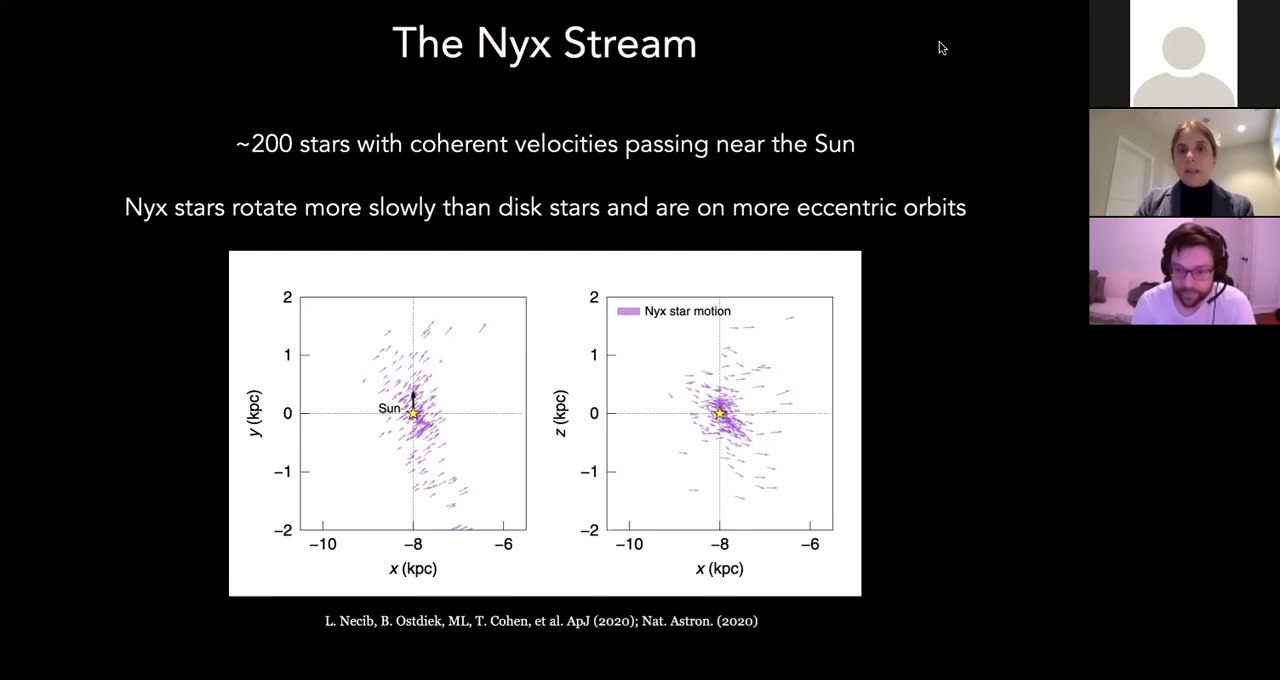 The Nyx Stream
~200 stars with coherent velocities passing near the Sun
Nyx stars rotate more slowly than disk stars and are on more eccentric orbits
2
1
0
−1
−2
y (kpc)
Sun
−10
−8
−6
x (kpc)
2
1
0
−1
−2
z (kpc)
Nyx star motion
−10
−8
−6
x (kpc)
L. Necib, B. Ostdiek, ML, T. Cohen, et al. ApJ (2020); Nat. Astron. (2020)